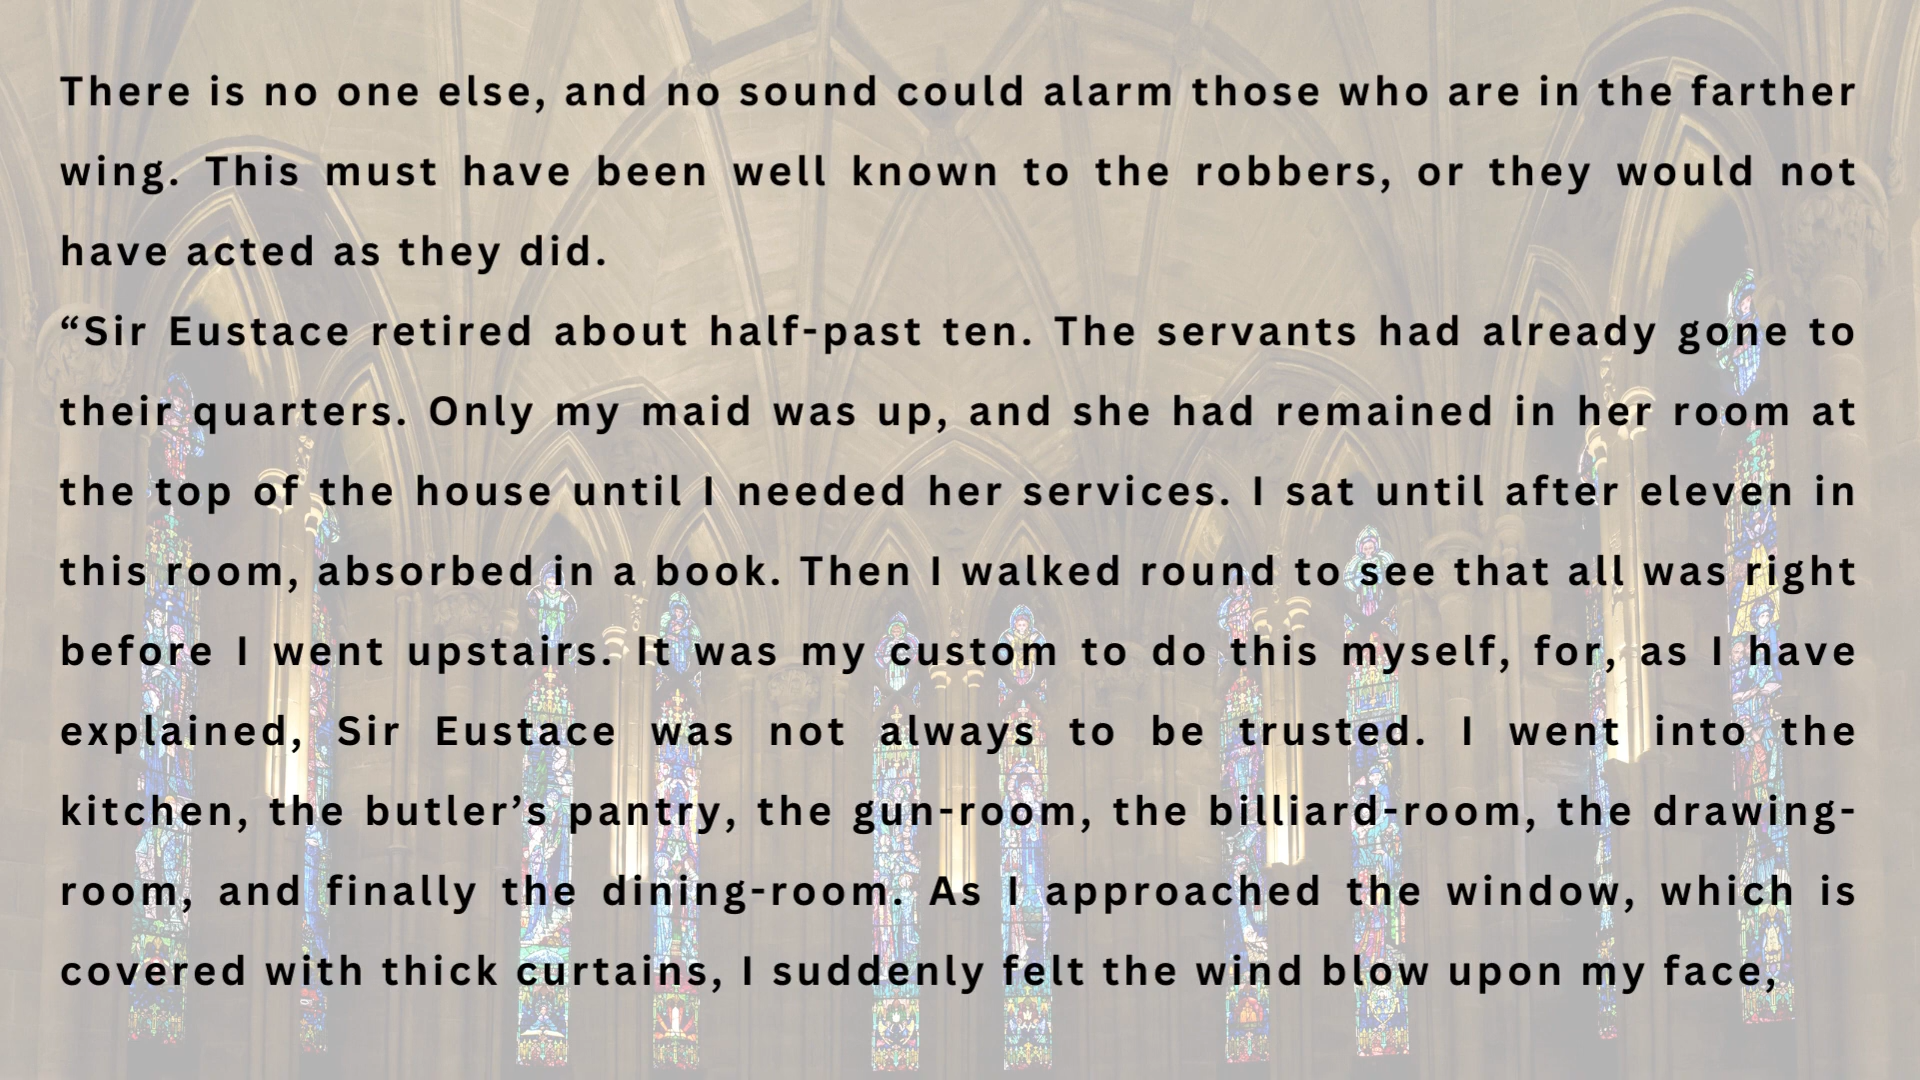 There is no one else, and no sound could alarm those who are in the farther
wing. This must have been well known to the robbers, or they would not
have acted as they did.
“Sir Eustace retired about half-past ten. The servants had already gone to
their quarters. Only my maid was up, and she had remained in her room at
the top of the house until I needed her services. I sat until after eleven in
this room, absorbed in a book. Then I walked round to see that all was right
before I went upstairs. It was my custom to do this myself, for, as I have
explained, Sir Eustace was not always to be trusted. I went into the
kitchen, the butler’s pantry, the gun-room, the billiard-room, the drawing-
room, and finally the dining-room. As I approached the window, which is
covered with thick curtains, I suddenly felt the wind blow upon my face,